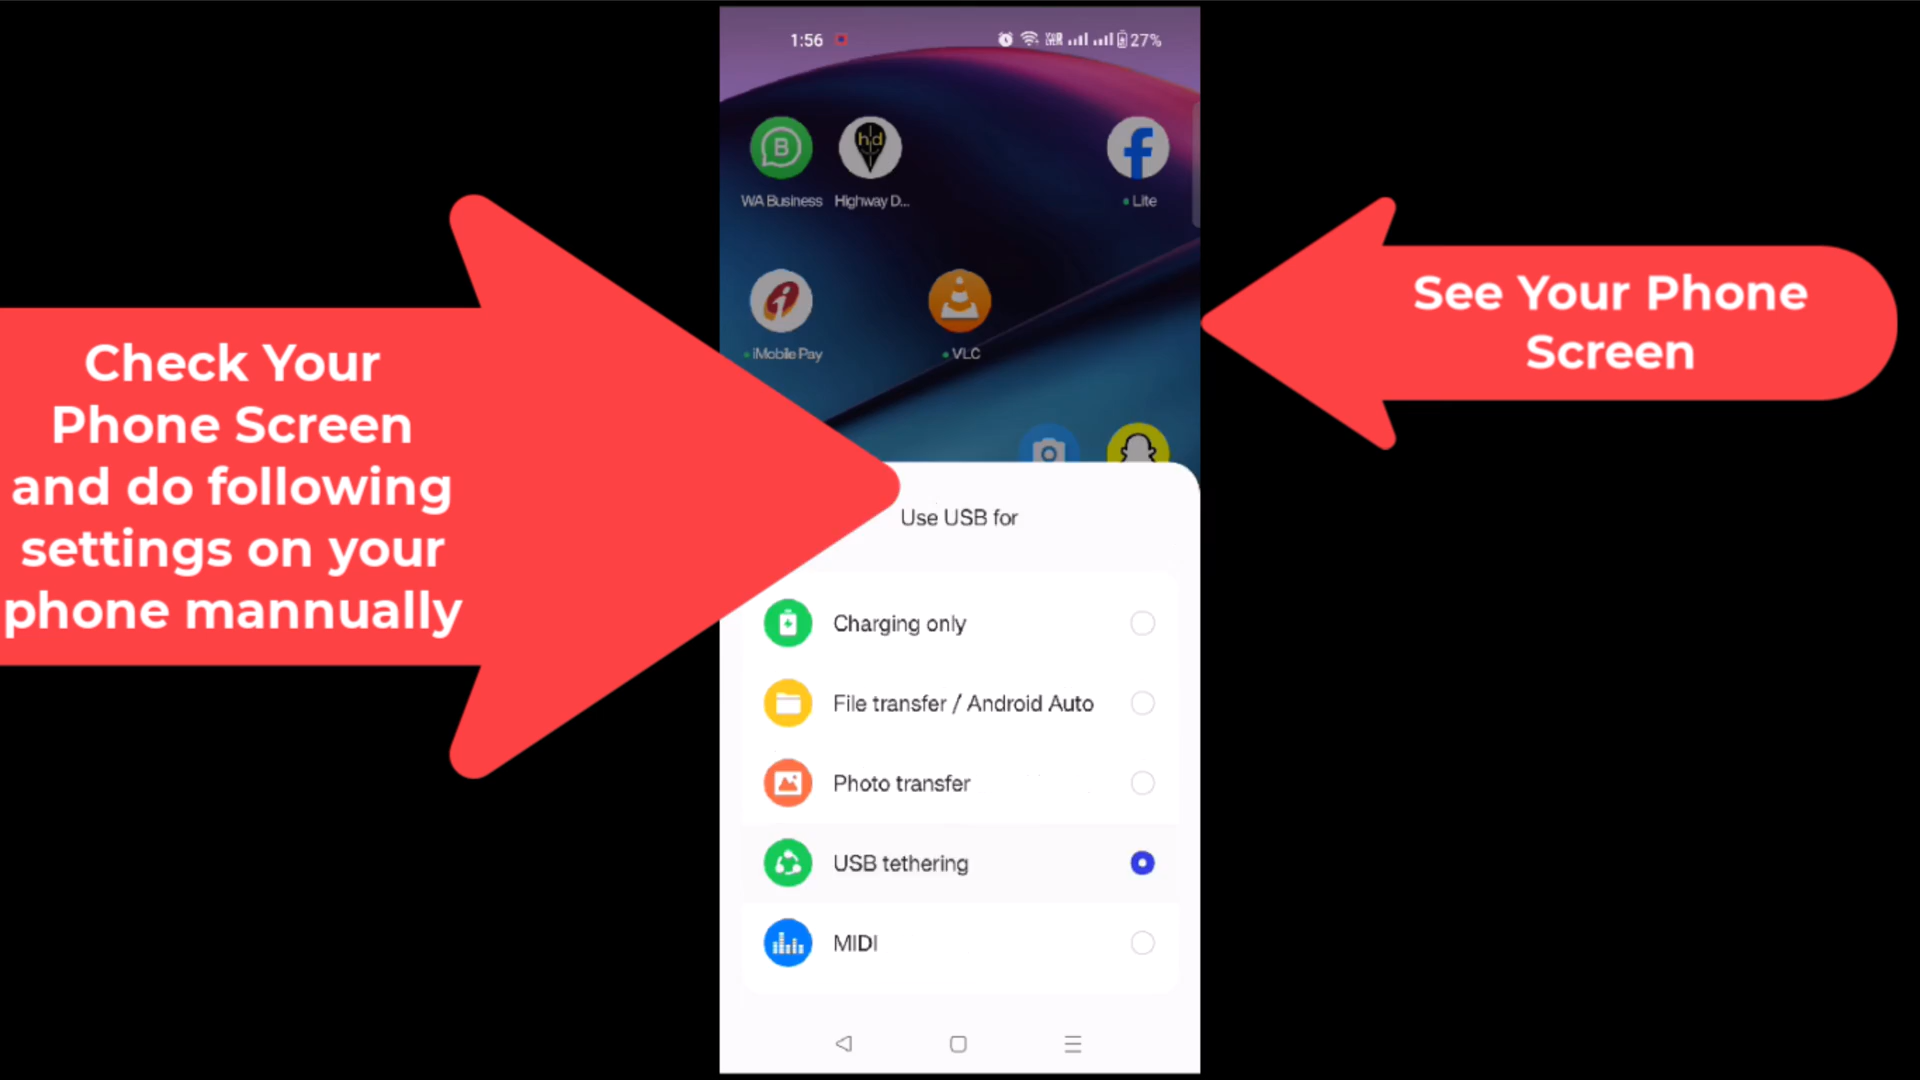 1:56
27%
WA Business
Highway D...
Lite
iMobile Pay
VLC
Check Your
Phone Screen
and do following
settings on your
phone mannually
See Your Phone
Screen
Use USB for
Charging only
File transfer / Android Auto
Photo transfer
USB tethering
MIDI